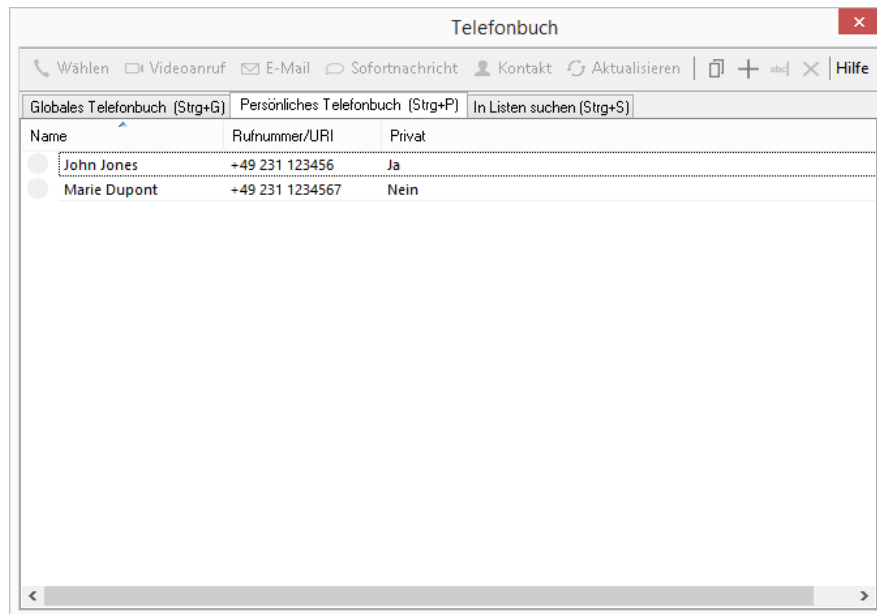 Telefonbuch
Wählen Videoanruf E-Mail Sofortnachricht Kontakt Aktualisieren abc Hilfe
Globales Telefonbuch (Strg+G) Persönliches Telefonbuch (Strg+P) In Listen suchen (Strg+S)
Name Rufnummer/URI Privat
John Jones +49 231 123456 Ja
Marie Dupont +49 231 1234567 Nein